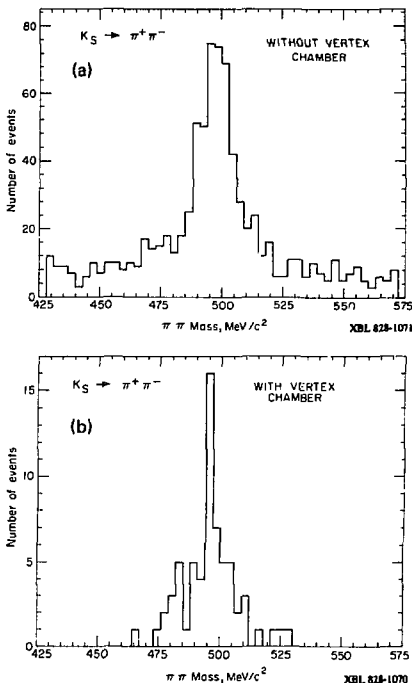 80
60
40
20
0
Number of events
K_S → π⁺π⁻
WITHOUT VERTEX
CHAMBER
(a)
425 450 475 500 525 550 575
π π Mass, MeV/c²
XBL 828-1071
15
10
5
0
Number of events
K_S → π⁺π⁻
WITH VERTEX
CHAMBER
(b)
425 450 475 500 525 550 575
π π Mass, MeV/c²
XBL 828-1070